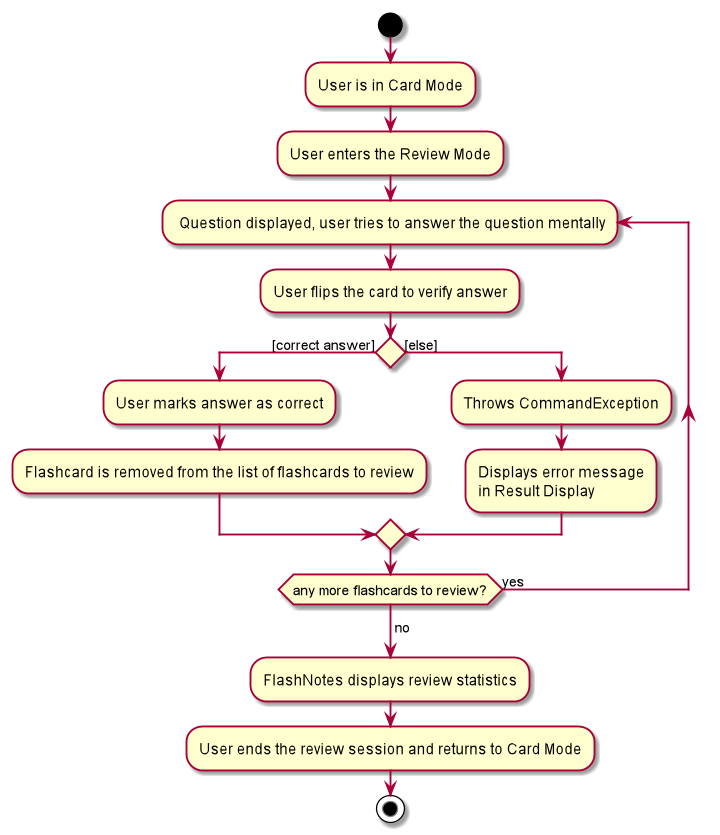 User is in Card Mode
User enters the Review Mode
Question displayed, user tries to answer the question mentally
User flips the card to verify answer
[correct answer]
[else]
User marks answer as correct
Throws CommandException
Flashcard is removed from the list of flashcards to review
Displays error message
in Result Display
any more flashcards to review?
yes
no
FlashNotes displays review statistics
User ends the review session and returns to Card Mode